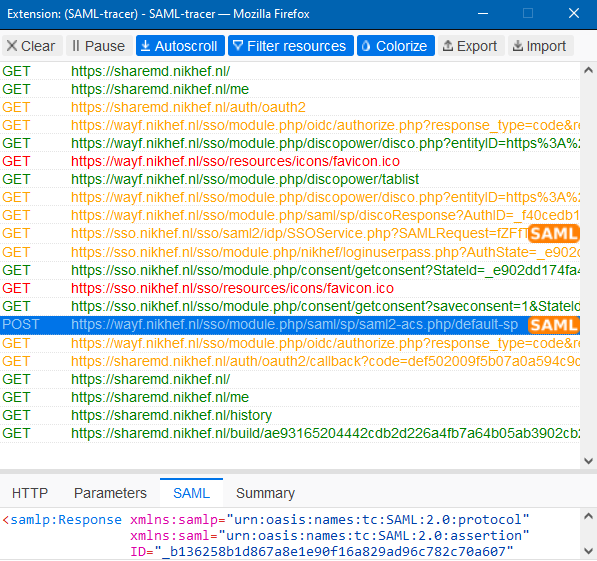 Extension: (SAML-tracer) - SAML-tracer — Mozilla Firefox
Clear Pause Autoscroll Filter resources Colorize Export Import
GET https://sharemd.nikhef.nl/
GET https://sharemd.nikhef.nl/me
GET https://sharemd.nikhef.nl/auth/oauth2
GET https://wayf.nikhef.nl/sso/module.php/oidc/authorize.php?response_type=code&re
GET https://wayf.nikhef.nl/sso/module.php/discopower/disco.php?entityID=https%3A%2
GET https://wayf.nikhef.nl/sso/resources/icons/favicon.ico
GET https://wayf.nikhef.nl/sso/module.php/discopower/tablist
GET https://wayf.nikhef.nl/sso/module.php/discopower/disco.php?entityID=https%3A%2
GET https://wayf.nikhef.nl/sso/module.php/saml/sp/discoResponse?AuthID=_f40cedb1
GET https://sso.nikhef.nl/sso/saml2/idp/SSOService.php?SAMLRequest=fZFfT SAML
GET https://sso.nikhef.nl/sso/module.php/nikhef/loginuserpass.php?AuthState=_e902c
GET https://sso.nikhef.nl/sso/module.php/consent/getconsent?StateId=_e902dd174fa4
GET https://sso.nikhef.nl/sso/resources/icons/favicon.ico
GET https://sso.nikhef.nl/sso/module.php/consent/getconsent?saveconsent=1&StateId
POST https://wayf.nikhef.nl/sso/module.php/saml/sp/saml2-acs.php/default-sp SAML
GET https://wayf.nikhef.nl/sso/module.php/oidc/authorize.php?response_type=code&re
GET https://sharemd.nikhef.nl/auth/oauth2/callback?code=def502009f5b07a0a594c9c
GET https://sharemd.nikhef.nl/
GET https://sharemd.nikhef.nl/me
GET https://sharemd.nikhef.nl/history
GET https://sharemd.nikhef.nl/build/ae93165204442cdb2d226a4fb7a64b05ab3902cb2
HTTP Parameters SAML Summary
<samlp:Response xmlns:samlp="urn:oasis:names:tc:SAML:2.0:protocol"
xmlns:saml="urn:oasis:names:tc:SAML:2.0:assertion"
ID="_b136258b1d867a8e1e90f16a829ad96c782c70a607"